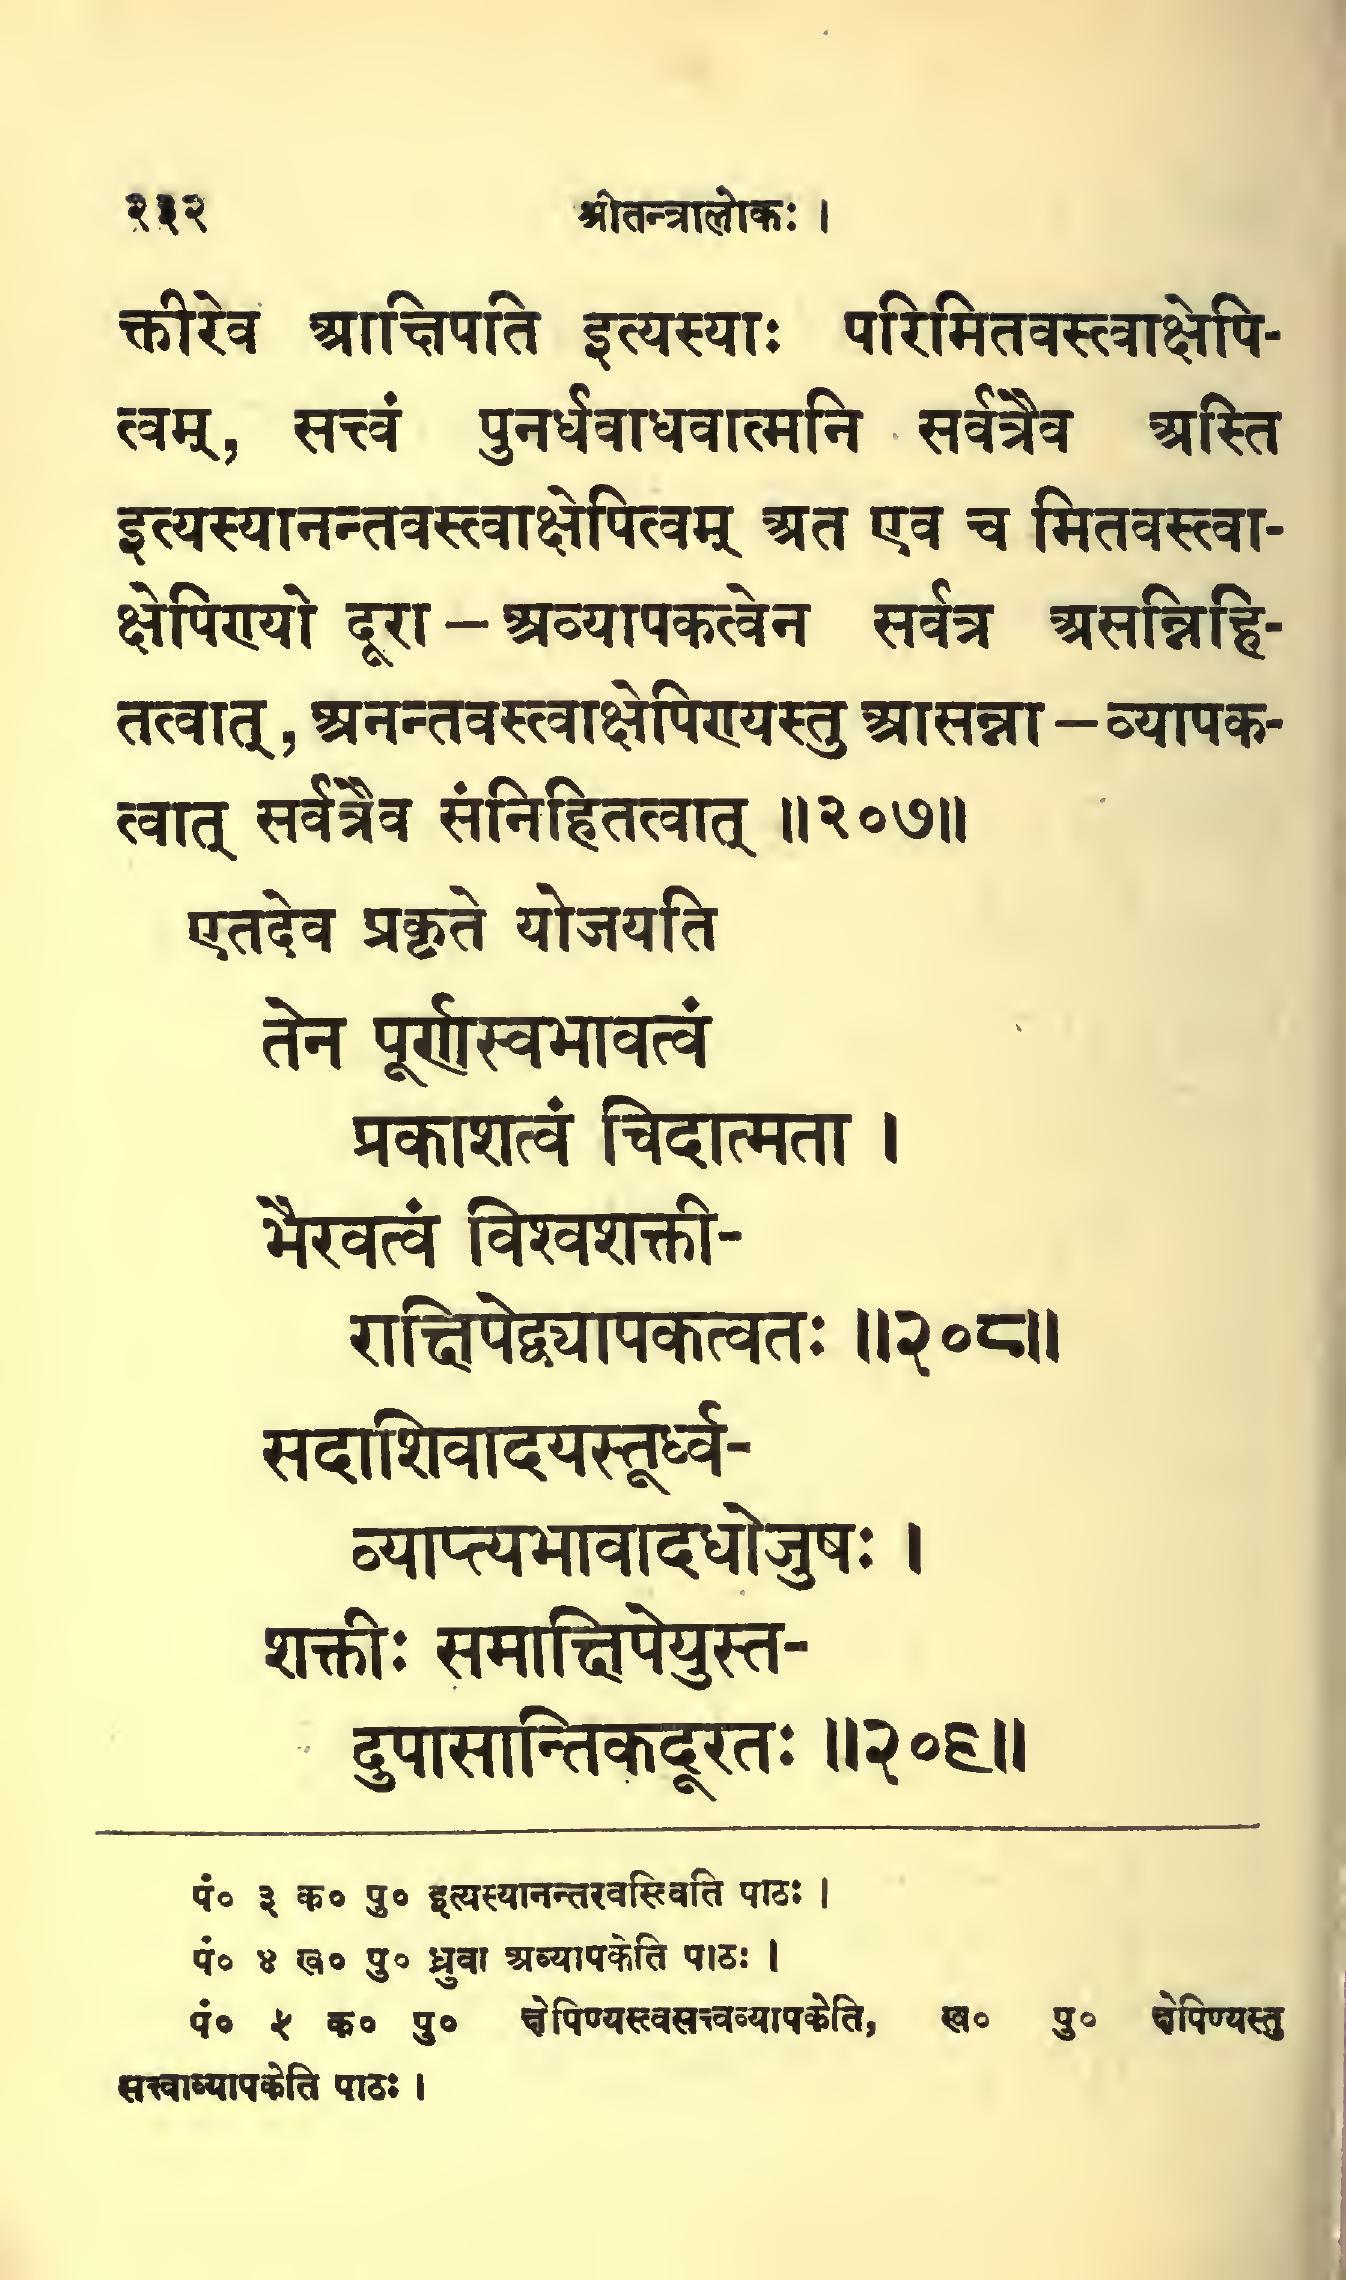 २३२ श्रीतन्त्रालोकः ।
क्तीरेव आक्षिपति इत्यस्याः परिमितवस्त्वाक्षेपि-
त्वम्, सत्त्वं पुनर्धवाधवात्मनि सर्वत्रैव अस्ति
इत्यस्यानन्तवस्त्वाक्षेपित्वम् अत एव च मितवस्त्वा-
क्षेपिण्यो दूरा – अव्यापकत्वेन सर्वत्र असन्निहि-
तत्वात्, अनन्तवस्त्वाक्षेपिण्यस्तु आसन्ना – व्यापक-
त्वात् सर्वत्रैव संनिहितत्वात् ॥२०७॥
एतदेव प्रकृते योजयति
तेन पूर्णस्वभावत्वं
प्रकाशत्वं चिदात्मता ।
भैरवत्वं विश्वशक्ती-
राक्षिपेद्व्यापकत्वतः ॥२०८॥
सदाशिवादयस्तूर्ध्व-
व्याप्त्यभावादधोजुषः ।
शक्तीः समाक्षिपेयुस्त-
दुपासान्तिकदूरतः ॥२०९॥
पं० ३ क० पु० इत्यस्यानन्तरवस्त्विति पाठः ।
पं० ४ ख० पु० ध्रुवा अव्यापकेति पाठः ।
पं० ५ क० पु० क्षेपिण्यस्त्वसत्त्वव्यापकेति, ख० पु० क्षेपिण्यस्तु
सत्त्वाव्यापकेति पाठः ।